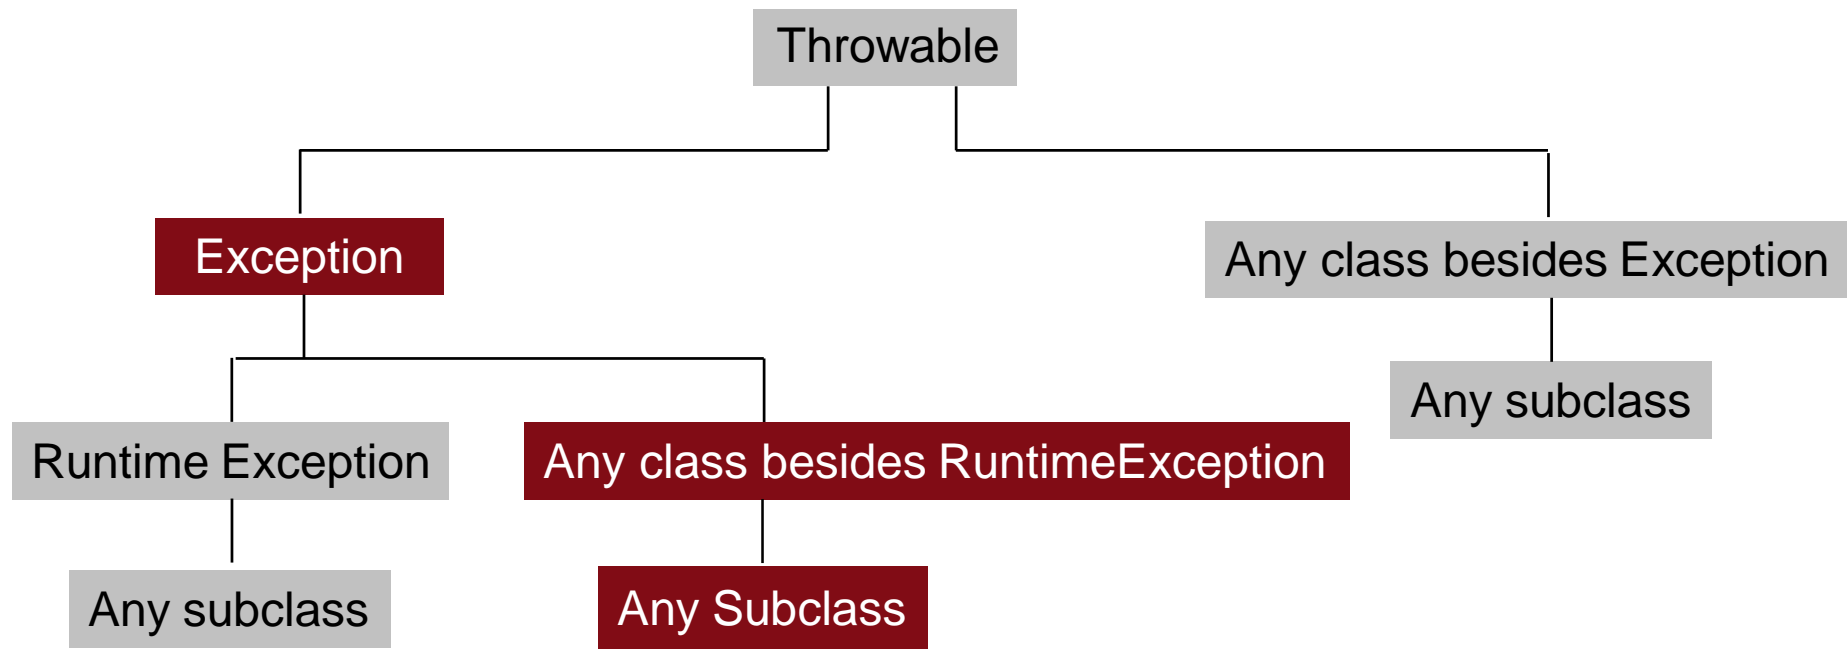 Throwable
Exception
Any class besides Exception
Any subclass
Runtime Exception
Any class besides RuntimeException
Any subclass
Any Subclass